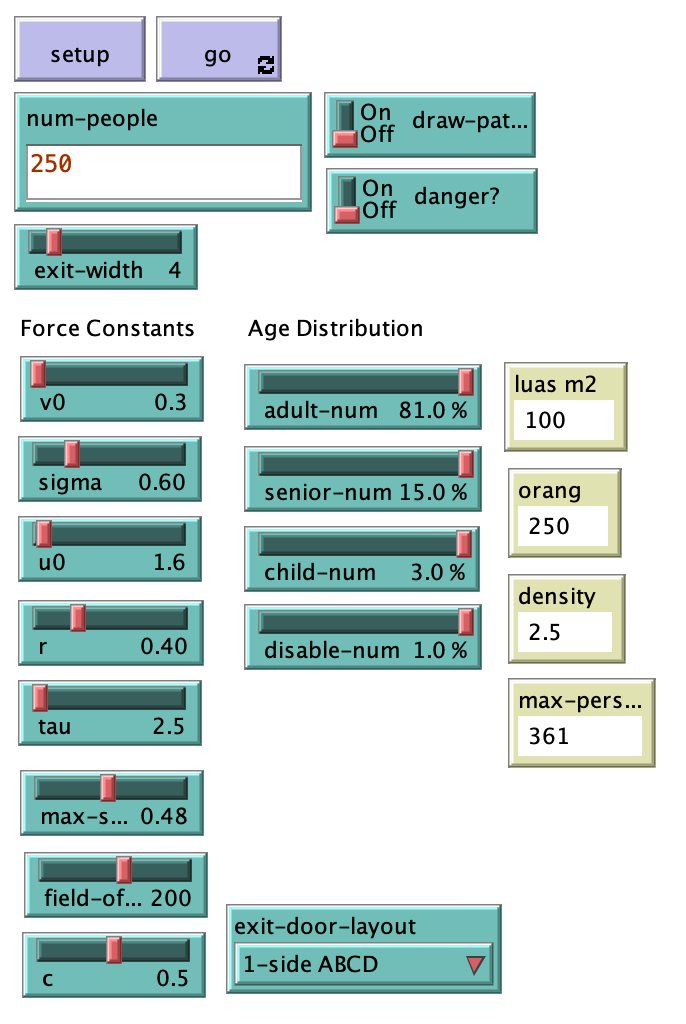 setup
go
num-people
250
On
Off
draw-pat...
On
Off
danger?
exit-width 4
Force Constants
Age Distribution
v0 0.3
sigma 0.60
u0 1.6
r 0.40
tau 2.5
max-s... 0.48
field-of... 200
c 0.5
adult-num 81.0 %
senior-num 15.0 %
child-num 3.0 %
disable-num 1.0 %
luas m2
100
orang
250
density
2.5
max-pers...
361
exit-door-layout
1-side ABCD